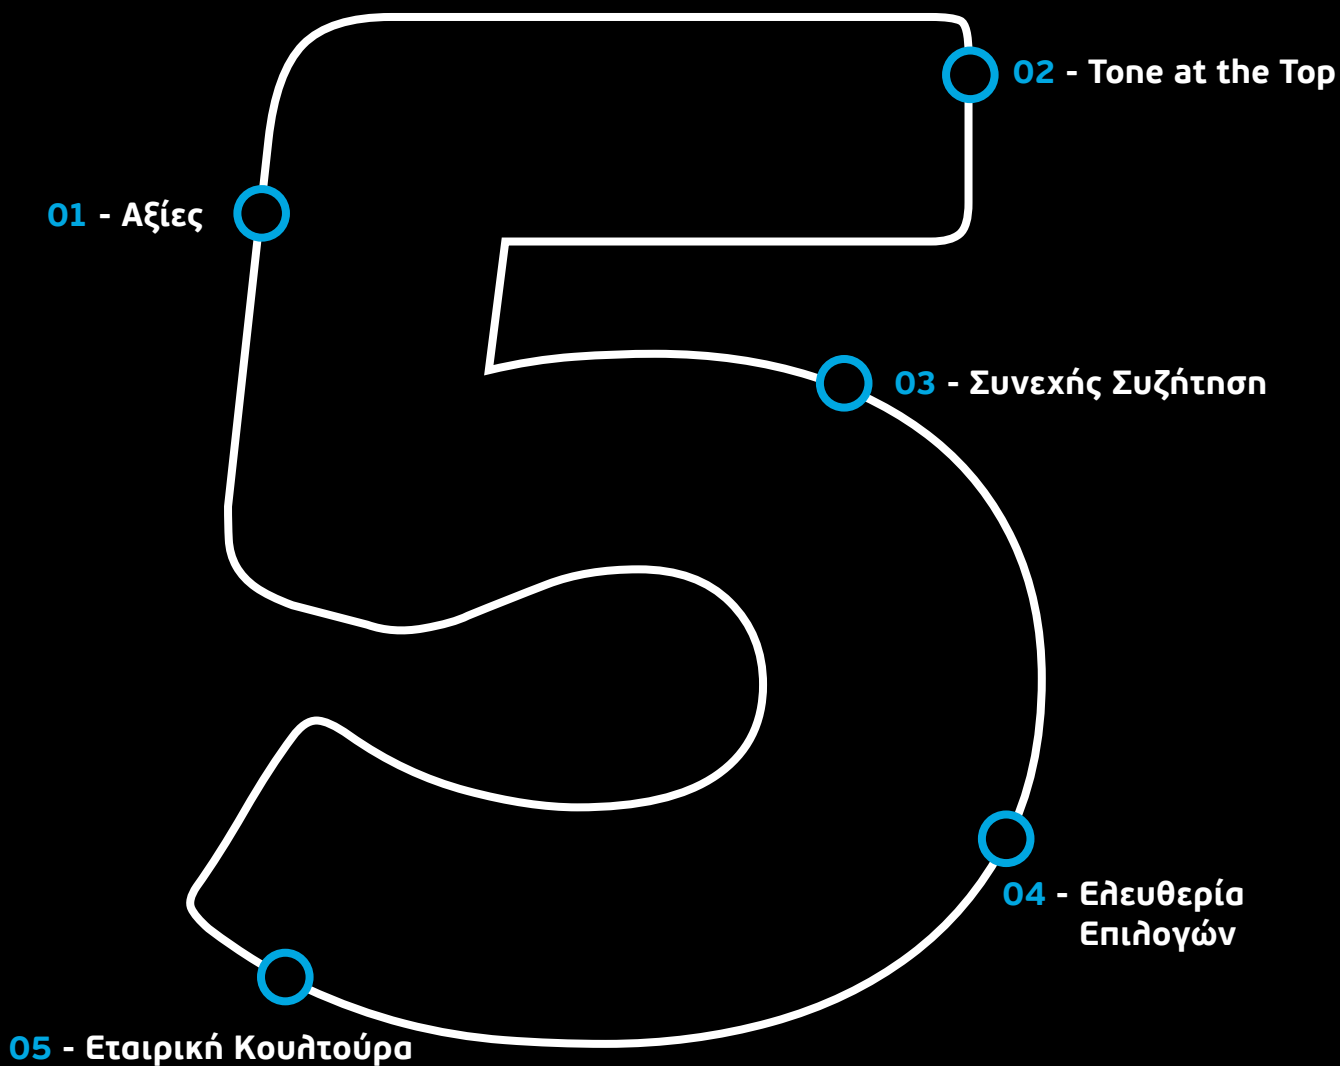 02 - Tone at the Top
01 - Αξίες
03 - Συνεχής Συζήτηση
04 - Ελευθερία
Επιλογών
05 - Εταιρική Κουλτούρα